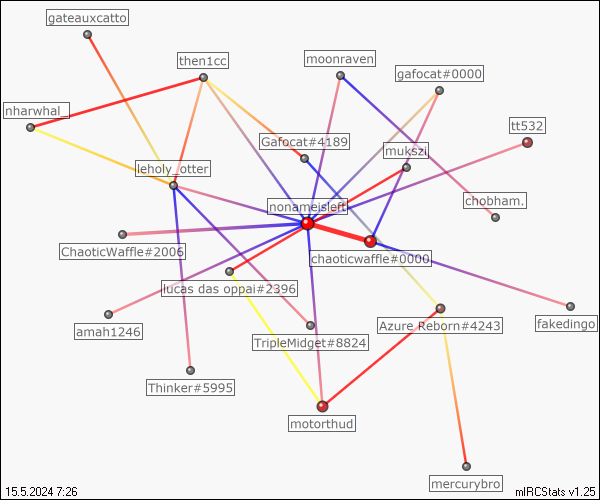 gateauxcatto
then1cc
moonraven
gafocat#0000
nharwhal_
tt532
Gafocat#4189
mukszi
leholy_otter
chobham.
nonameisleft
ChaoticWaffle#2006
chaoticwaffle#0000
lucas das oppai#2396
amah1246
TripleMidget#8824
Azure Reborn#4243
fakedingo
Thinker#5995
motorthud
mercurybro
15.5.2024 7:26
mIRCStats v1.25